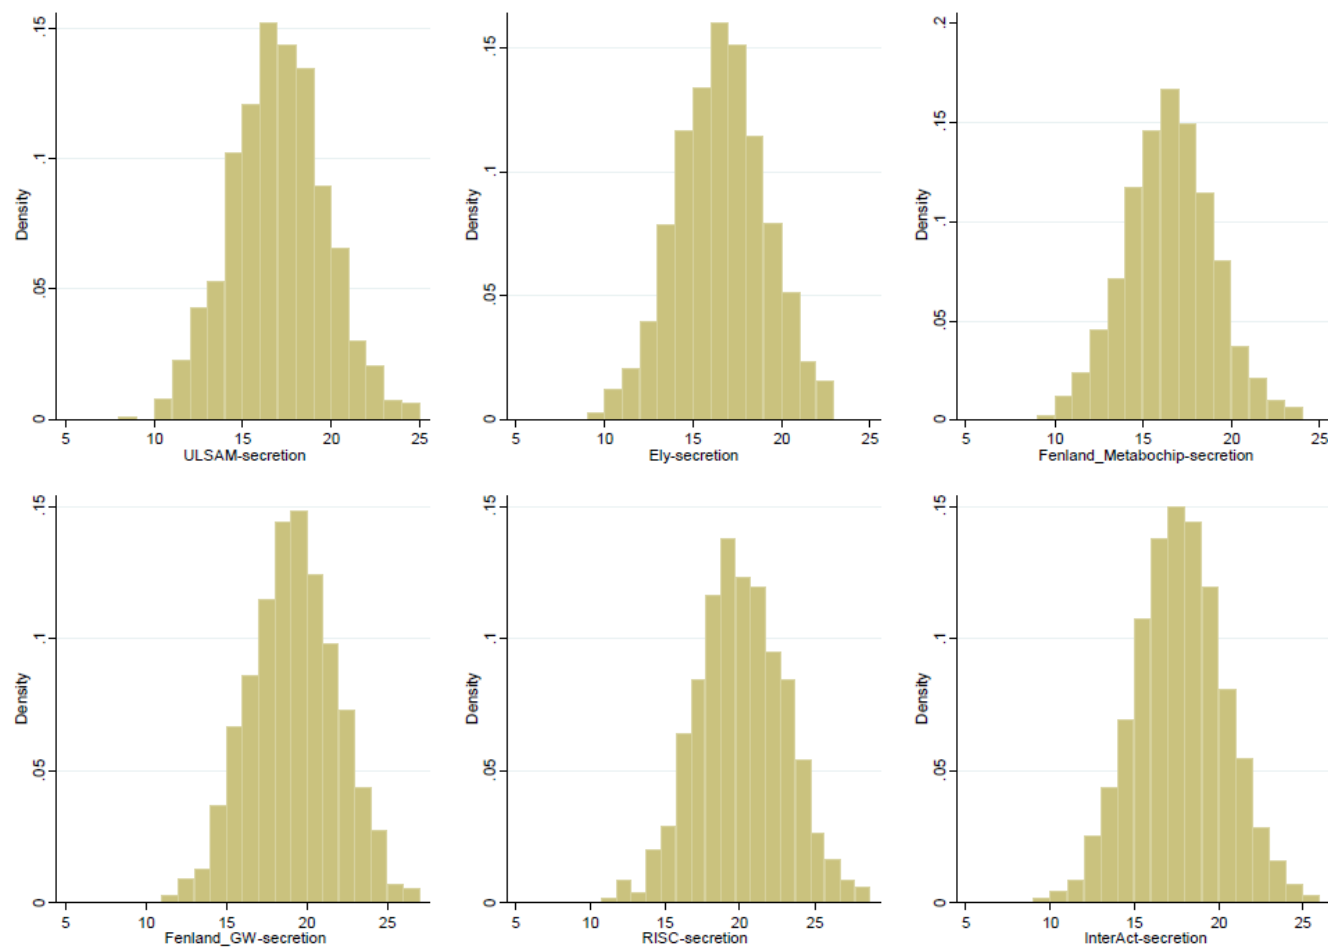 Density
.15
.1
.05
0
5 10 15 20 25
ULSAM-secretion
Density
.15
.1
.05
0
5 10 15 20 25
Ely-secretion
Density
.2
.15
.1
.05
0
5 10 15 20 25
Fenland_Metabochip-secretion
Density
.15
.1
.05
0
5 10 15 20 25
Fenland_GW-secretion
Density
.15
.1
.05
0
5 10 15 20 25
RISC-secretion
Density
.15
.1
.05
0
5 10 15 20 25
InterAct-secretion